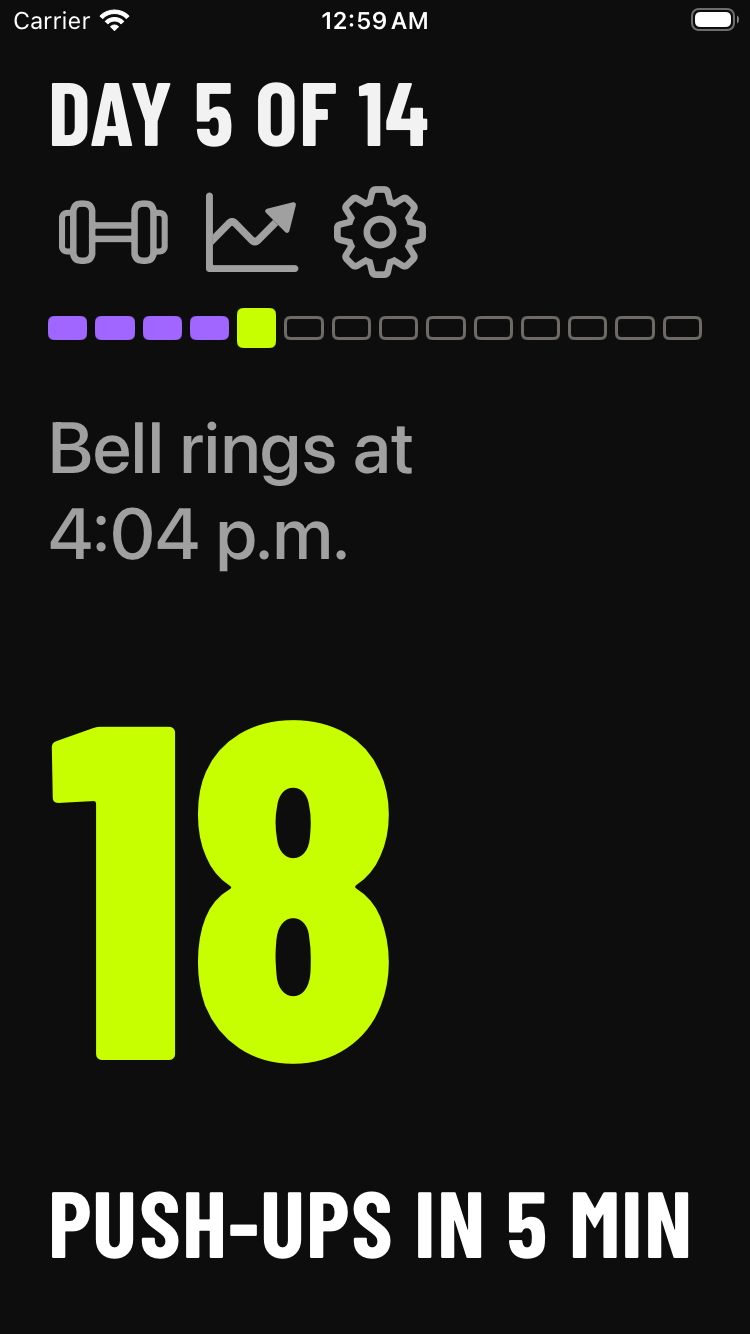 Carrier 12:59 AM
DAY 5 OF 14
Bell rings at
4:04 p.m.
18
PUSH-UPS IN 5 MIN